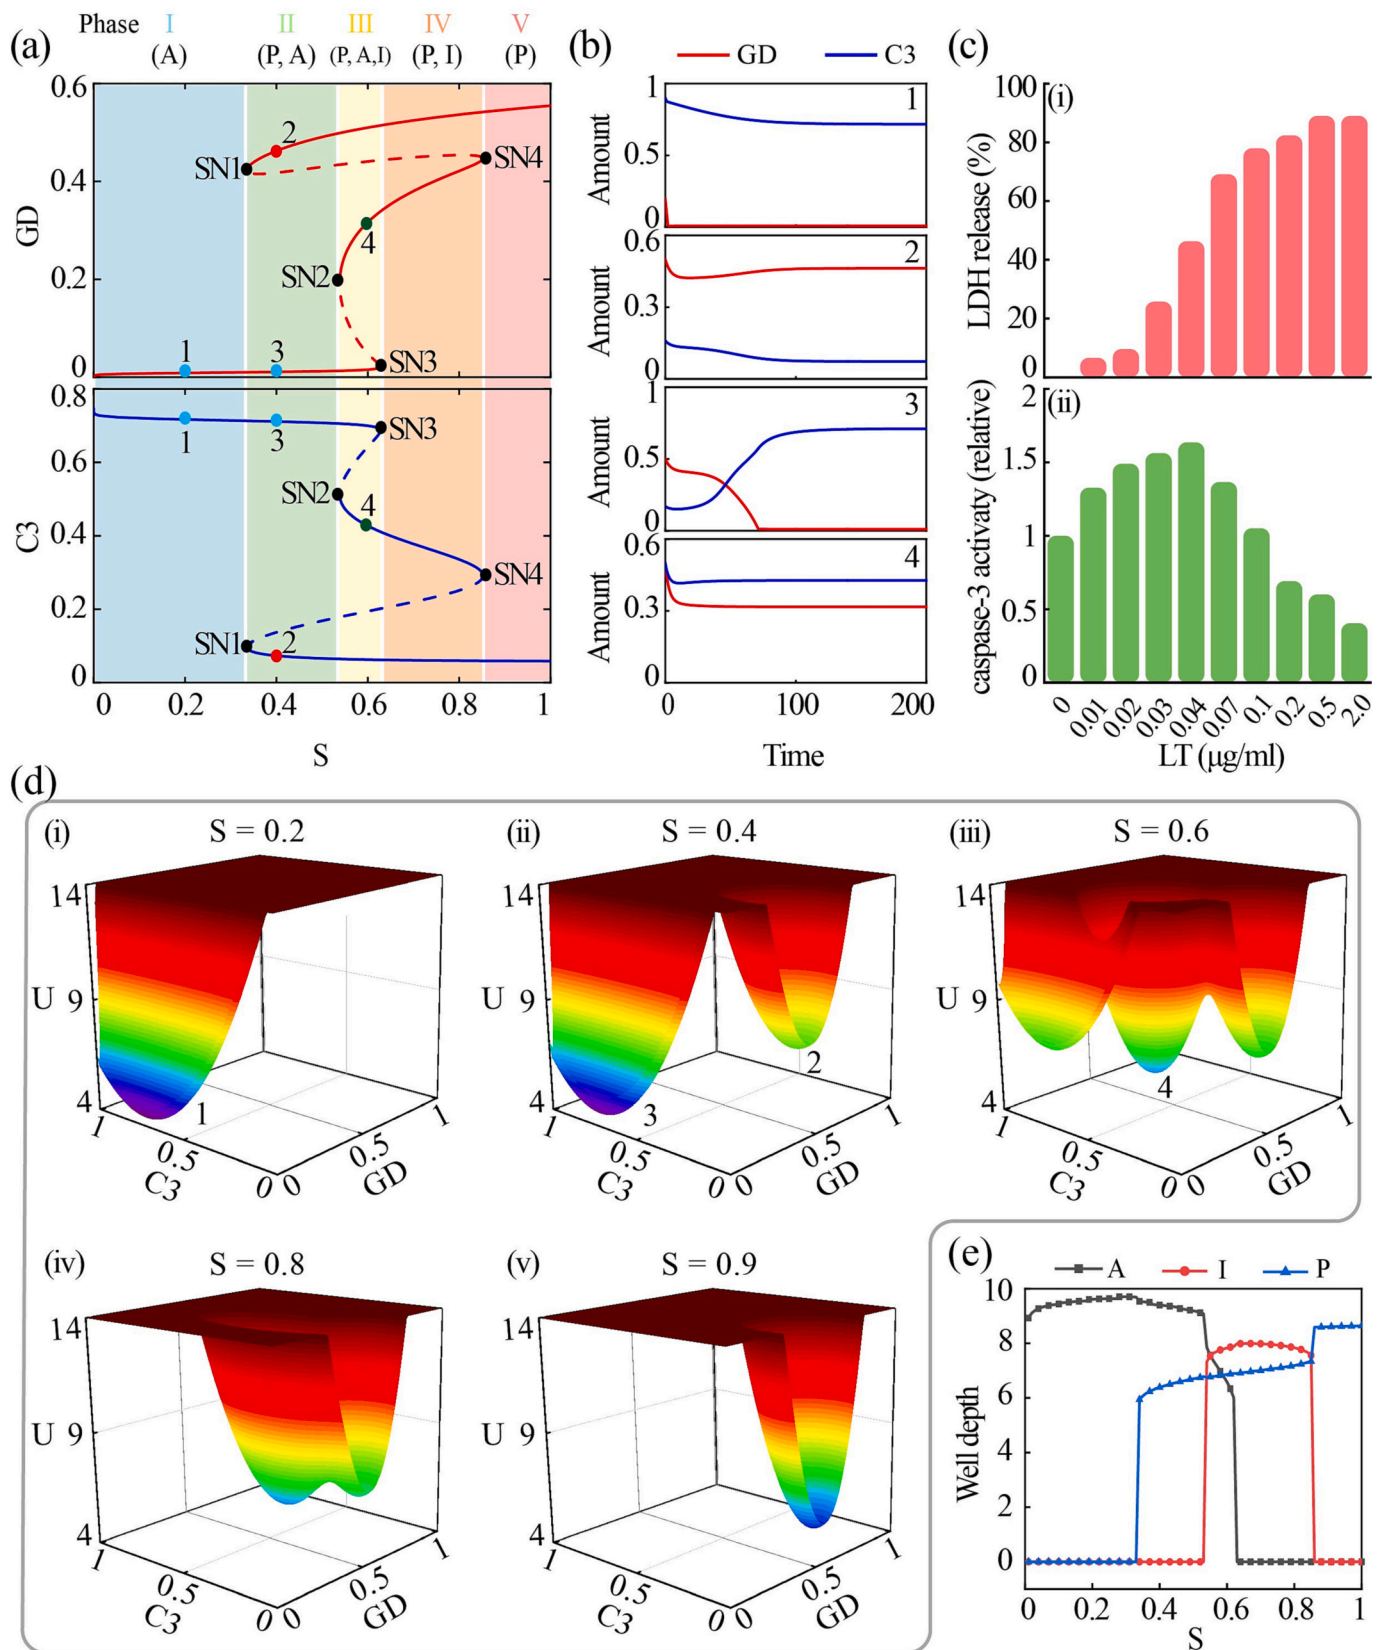 (a) Phase I II III IV V
(A) (P, A) (P, A,I) (P, I) (P)
0.6
0.4
0.2
0
GD
SN1
2
SN4
4
SN2
1
3
SN3
0.8
0.6
0.4
0.2
0
C3
1
3
SN3
SN2
4
SN4
SN1
2
0 0.2 0.4 0.6 0.8 1
S
(b) GD C3
1
0.5
0
Amount
1
0.6
0.3
0
Amount
2
1
0.5
0
Amount
3
0.6
0.3
0
Amount
4
0 100 200
Time
(c)
(i)
100
80
60
40
20
0
LDH release (%)
(ii)
2
1.5
1
0.5
0
caspase-3 activaty (relative)
0 0.01 0.02 0.03 0.04 0.07 0.1 0.2 0.5 2.0
LT (μg/ml)
(d)
(i) S = 0.2
14
U 9
4
1
1
0.5
C3
0 0
0.5
GD
1
(ii) S = 0.4
14
U 9
4
2
3
1
0.5
C3
0 0
0.5
GD
1
(iii) S = 0.6
14
U 9
4
4
1
0.5
C3
0 0
0.5
GD
1
(iv) S = 0.8
14
U 9
4
1
0.5
C3
0 0
0.5
GD
1
(v) S = 0.9
14
U 9
4
1
0.5
C3
0 0
0.5
GD
1
(e) A I P
10
8
6
4
2
0
Well depth
0 0.2 0.4 0.6 0.8 1
S